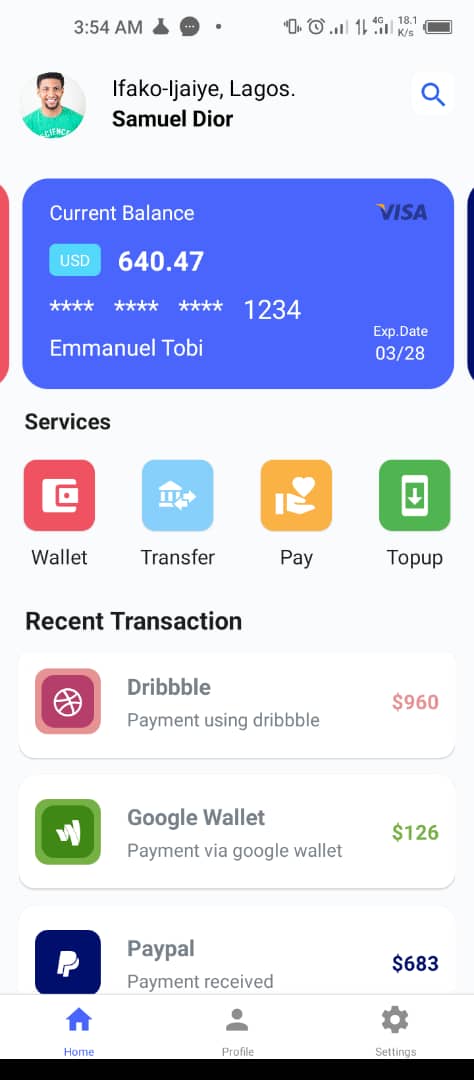 3:54 AM
4G 18.1 K/s
Ifako-Ijaiye, Lagos.
Samuel Dior
Current Balance
VISA
USD 640.47
**** **** **** 1234
Exp.Date
Emmanuel Tobi
03/28
Services
Wallet Transfer Pay Topup
Recent Transaction
Dribbble
Payment using dribbble
$960
Google Wallet
Payment via google wallet
$126
Paypal
Payment received
$683
Home Profile Settings